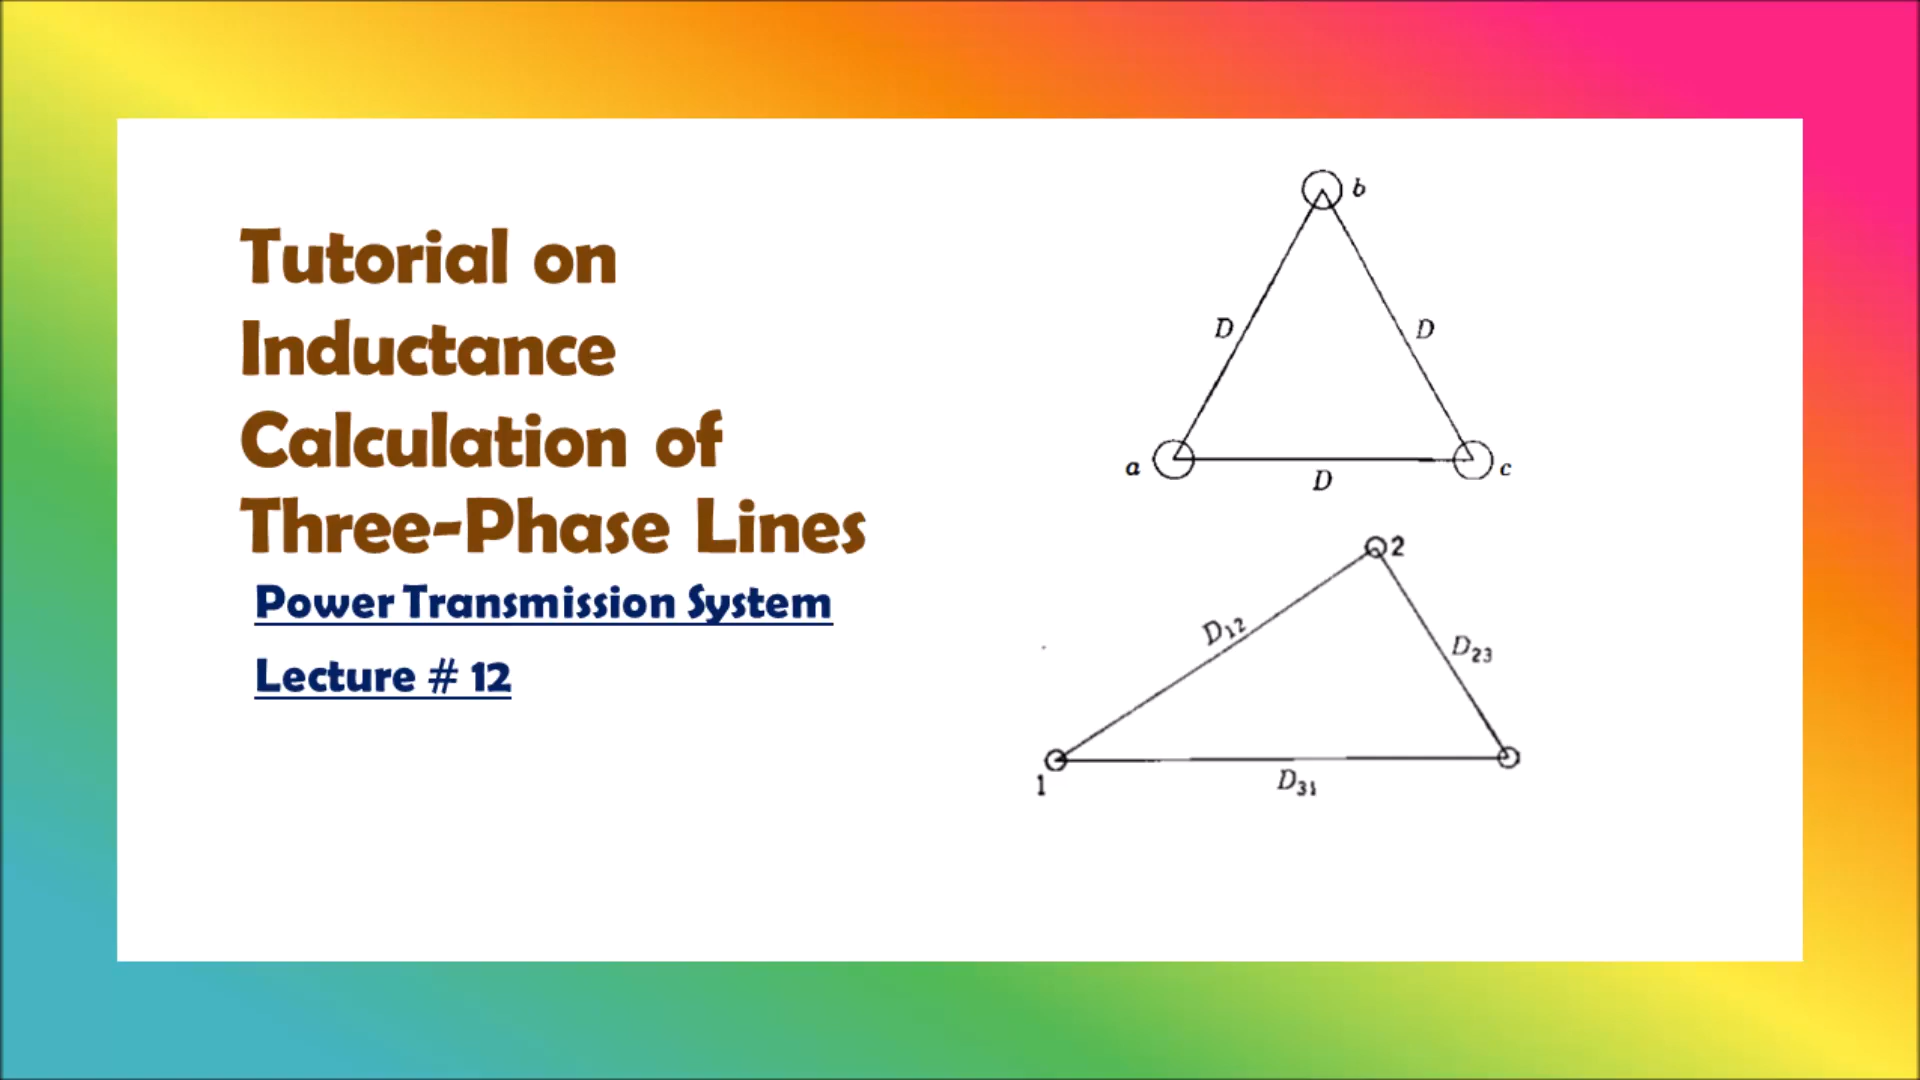 Tutorial on
Inductance
Calculation of
Three-Phase Lines
Power Transmission System
Lecture # 12
b
D
D
a
c
D
2
D12
D23
1
D31